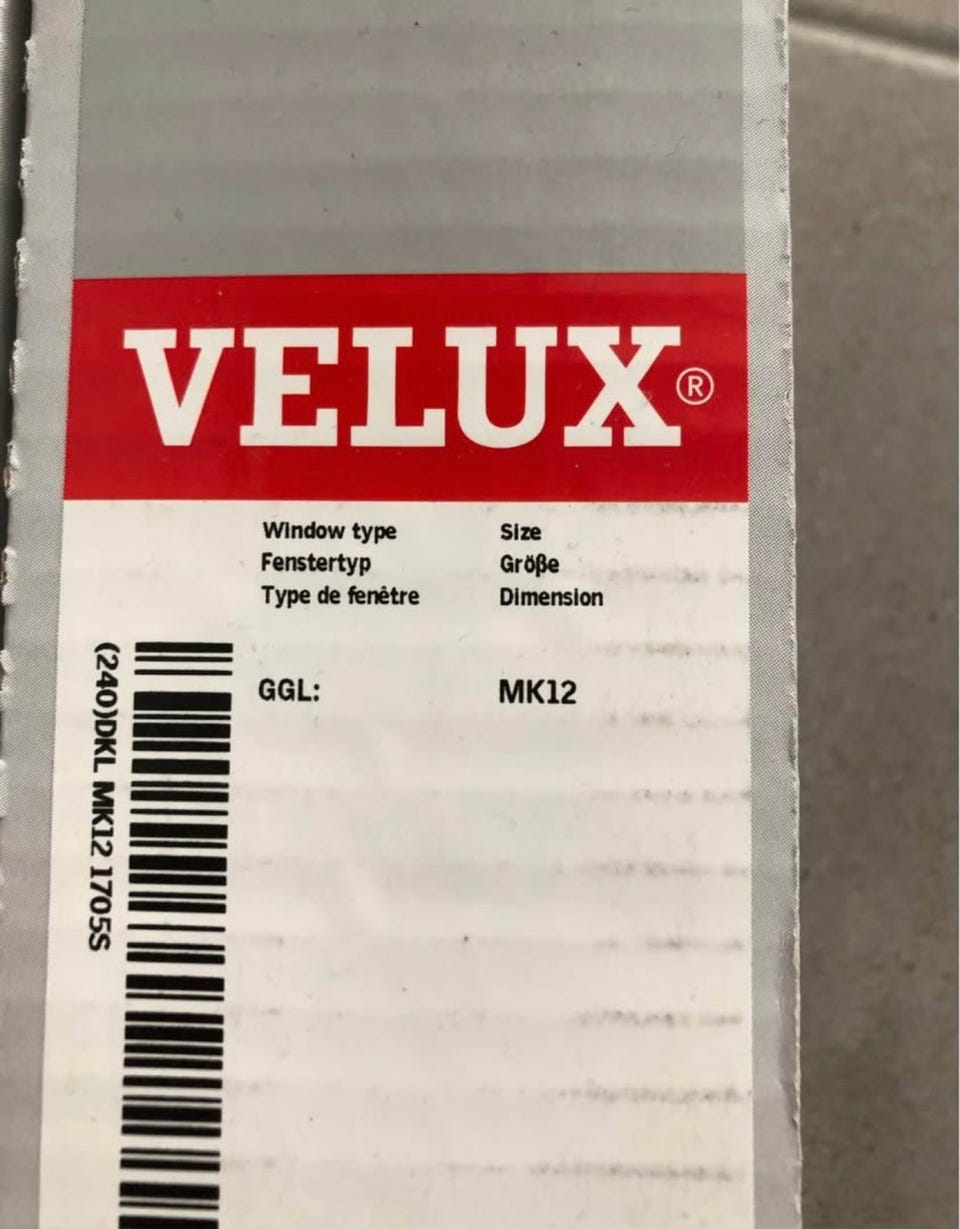 VELUX®
Window type Size
Fenstertyp Größe
Type de fenêtre Dimension
GGL: MK12
(240)DKL MK12 1705S